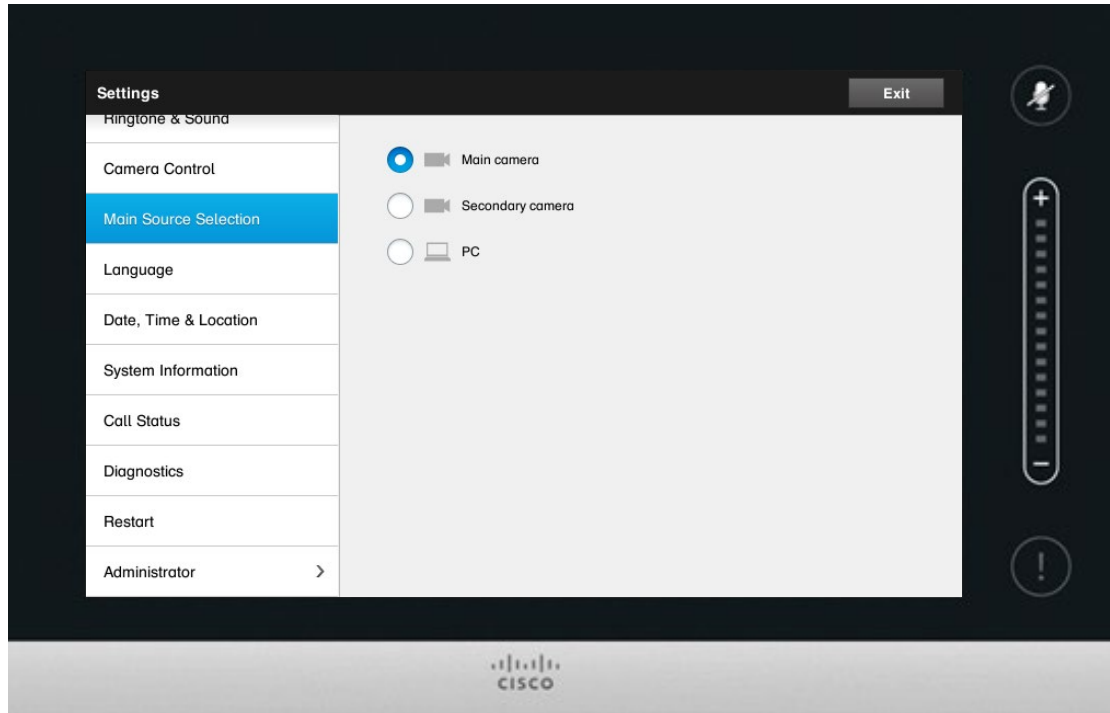 Settings
Exit
Ringtone & Sound
Camera Control
Main Source Selection
Language
Date, Time & Location
System Information
Call Status
Diagnostics
Restart
Administrator
Main camera
Secondary camera
PC
+
-
!
CISCO